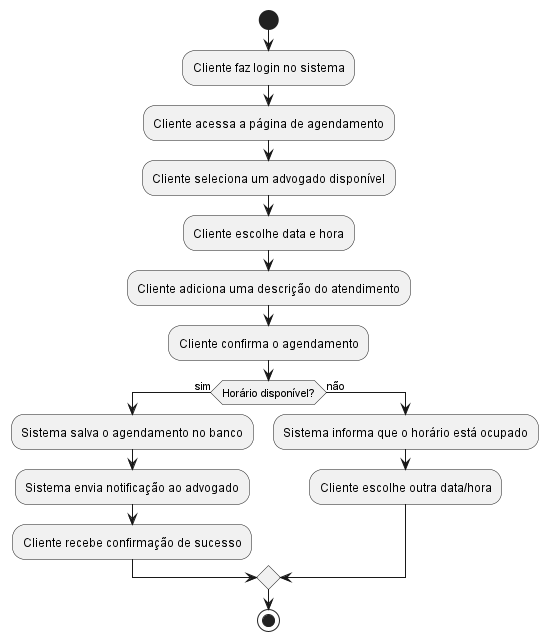 Cliente faz login no sistema
Cliente acessa a página de agendamento
Cliente seleciona um advogado disponível
Cliente escolhe data e hora
Cliente adiciona uma descrição do atendimento
Cliente confirma o agendamento
sim
Horário disponível?
não
Sistema salva o agendamento no banco
Sistema informa que o horário está ocupado
Sistema envia notificação ao advogado
Cliente escolhe outra data/hora
Cliente recebe confirmação de sucesso